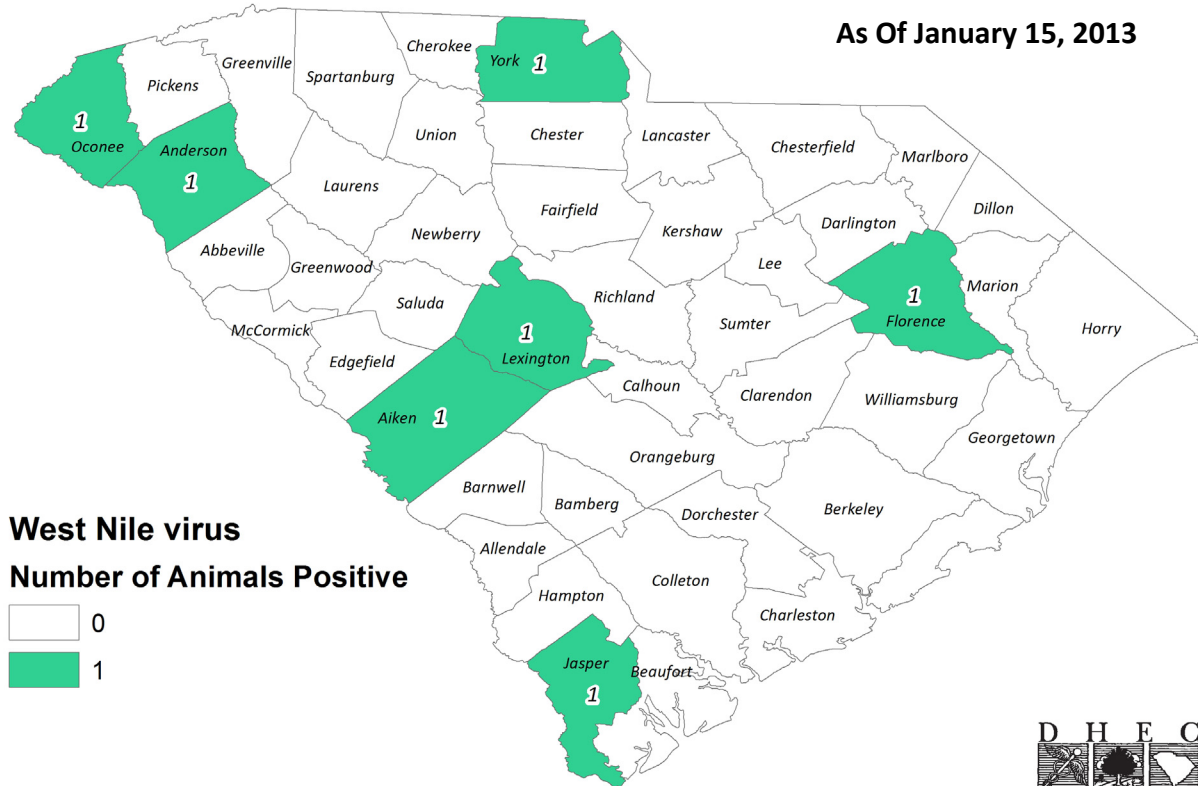 As Of January 15, 2013
Cherokee
York 1
Greenville
Spartanburg
Pickens
1
Oconee
Anderson
1
Union
Chester
Lancaster
Chesterfield
Marlboro
Laurens
Fairfield
Kershaw
Darlington
Dillon
Abbeville
Greenwood
Newberry
Lee
Marion
Saluda
Richland
Sumter
1
Florence
Horry
McCormick
Edgefield
1
Lexington
Calhoun
Clarendon
Williamsburg
Aiken 1
Georgetown
Orangeburg
Barnwell
Bamberg
Dorchester
Berkeley
Allendale
Colleton
Hampton
Charleston
Jasper
1
Beaufort
West Nile virus
Number of Animals Positive
0
1
D H E C